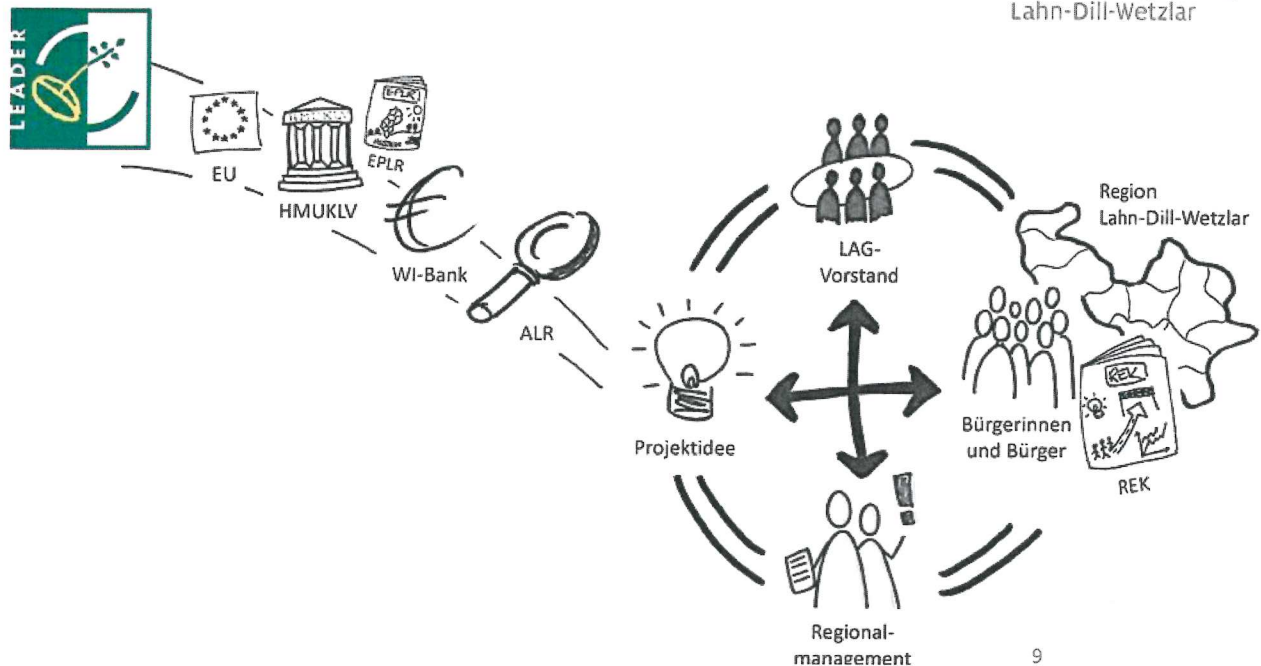 Lahn-Dill-Wetzlar
LEADER
EU
HMUKLV
EPLR
EPLR
WI-Bank
ALR
Projektidee
LAG-
Vorstand
Region
Lahn-Dill-Wetzlar
Bürgerinnen
und Bürger
REK
REK
Regional-
management
9